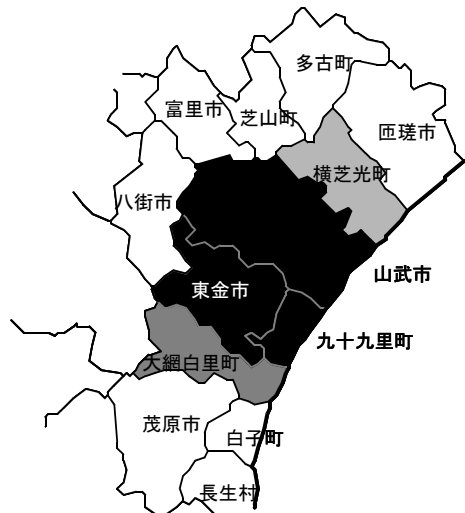 多古町
富里市
芝山町
匝瑳市
横芝光町
八街市
山武市
東金市
九十九里町
大網白里町
茂原市
白子町
長生村